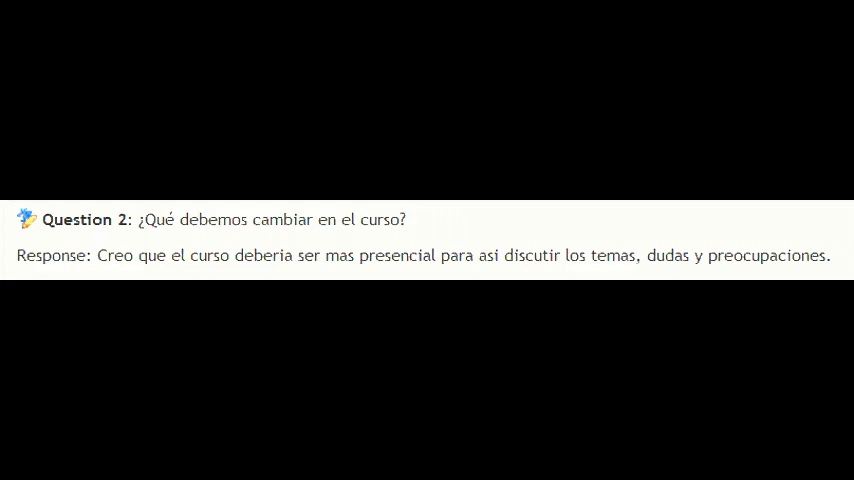 Question 2: ¿Qué debemos cambiar en el curso?
Response: Creo que el curso deberia ser mas presencial para asi discutir los temas, dudas y preocupaciones.